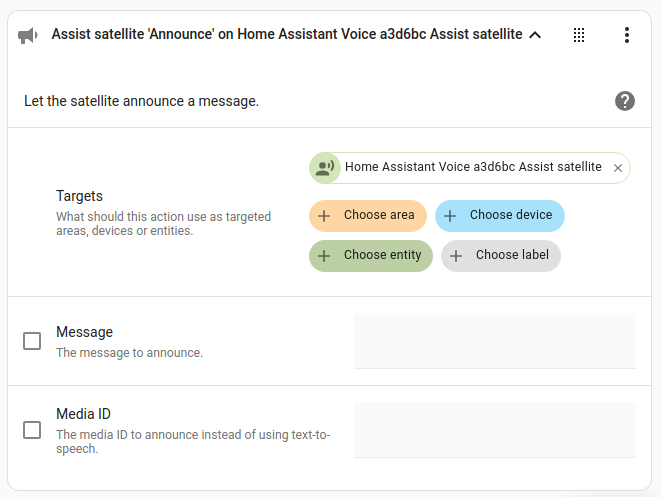 Assist satellite 'Announce' on Home Assistant Voice a3d6bc Assist satellite
Let the satellite announce a message.
Home Assistant Voice a3d6bc Assist satellite
Targets
What should this action use as targeted
areas, devices or entities.
Choose area
Choose device
Choose entity
Choose label
Message
The message to announce.
Media ID
The media ID to announce instead of using text-to-
speech.